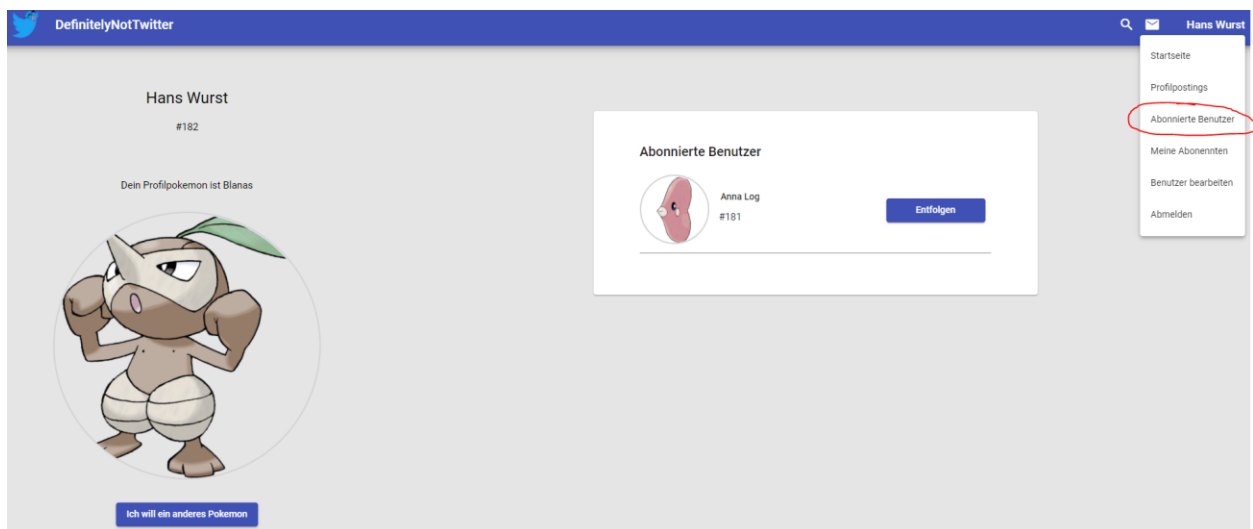 DefinitelyNotTwitter
Hans Wurst
Startseite
Profilpostings
Abonnierte Benutzer
Meine Abonennten
Benutzer bearbeiten
Abmelden
Hans Wurst
#182
Dein Profilpokemon ist Blanas
Ich will ein anderes Pokemon
Abonnierte Benutzer
Anna Log
#181
Entfolgen